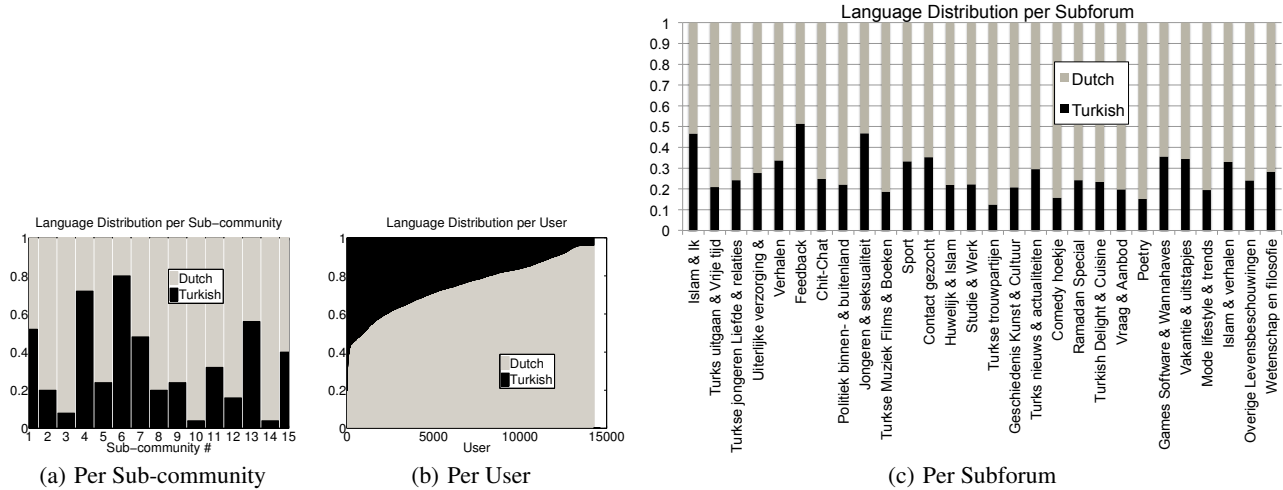 Language Distribution per Subforum
1
0.9
0.8
0.7
0.6
0.5
0.4
0.3
0.2
0.1
0
Dutch
Turkish
Islam & Ik
Turks uitgaan & Vrije tijd
Turkse jongeren Liefde & relaties
Uiterlijke verzorging &
Verhalen
Feedback
Chit-Chat
Politiek binnen- & buitenland
Jongeren & seksualiteit
Turkse Muziek Films & Boeken
Sport
Contact gezocht
Huwelijk & Islam
Studie & Werk
Turkse trouwpartijen
Comedy hoekje
Geschiedenis Kunst & Cultuur
Turks nieuws & actualiteiten
Ramadan Special
Turkish Delight & Cuisine
Vraag & Aanbod
Poetry
Games Software & Wannahaves
Vakantie & uitstapjes
Mode lifestyle & trends
Islam & verhalen
Overige Levensbeschouwingen
Wetenschap en filosofie
Language Distribution per Sub-community
1
0.8
0.6
0.4
0.2
0
Dutch
Turkish
1 2 3 4 5 6 7 8 9 10 11 12 13 14 15
Sub-community #
Language Distribution per User
1
0.8
0.6
0.4
0.2
0
Dutch
Turkish
0 5000 10000 15000
User
(a) Per Sub-community
(b) Per User
(c) Per Subforum